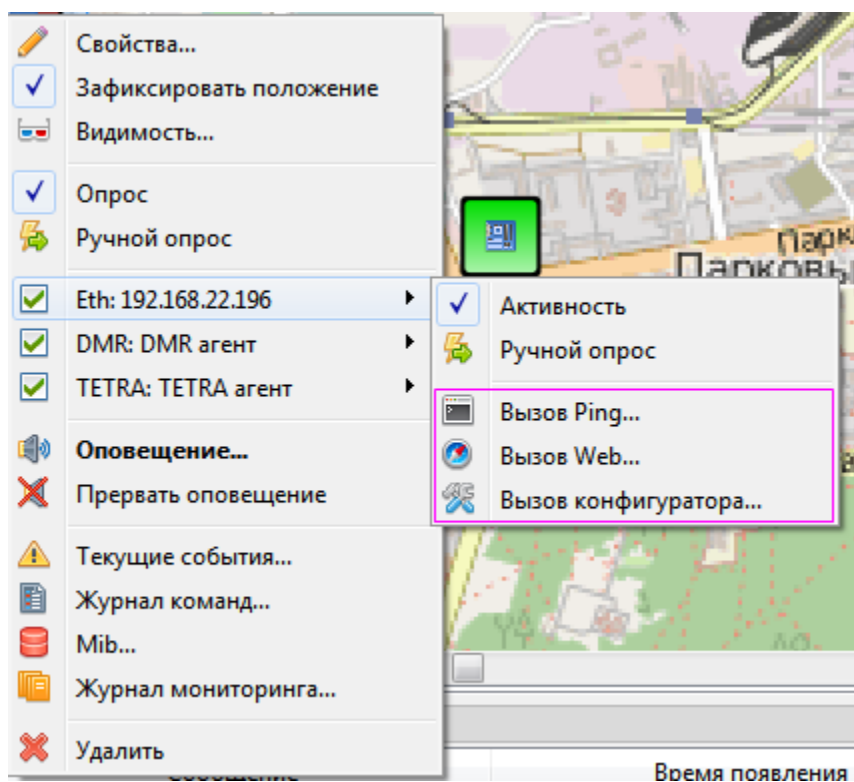 Свойства...
Зафиксировать положение
Видимость...
Опрос
Ручной опрос
Eth: 192.168.22.196
DMR: DMR агент
TETRA: TETRA агент
Оповещение...
Прервать оповещение
Текущие события...
Журнал команд...
Mib...
Журнал мониторинга...
Удалить
Активность
Ручной опрос
Вызов Ping...
Вызов Web...
Вызов конфигуратора...
Время появления